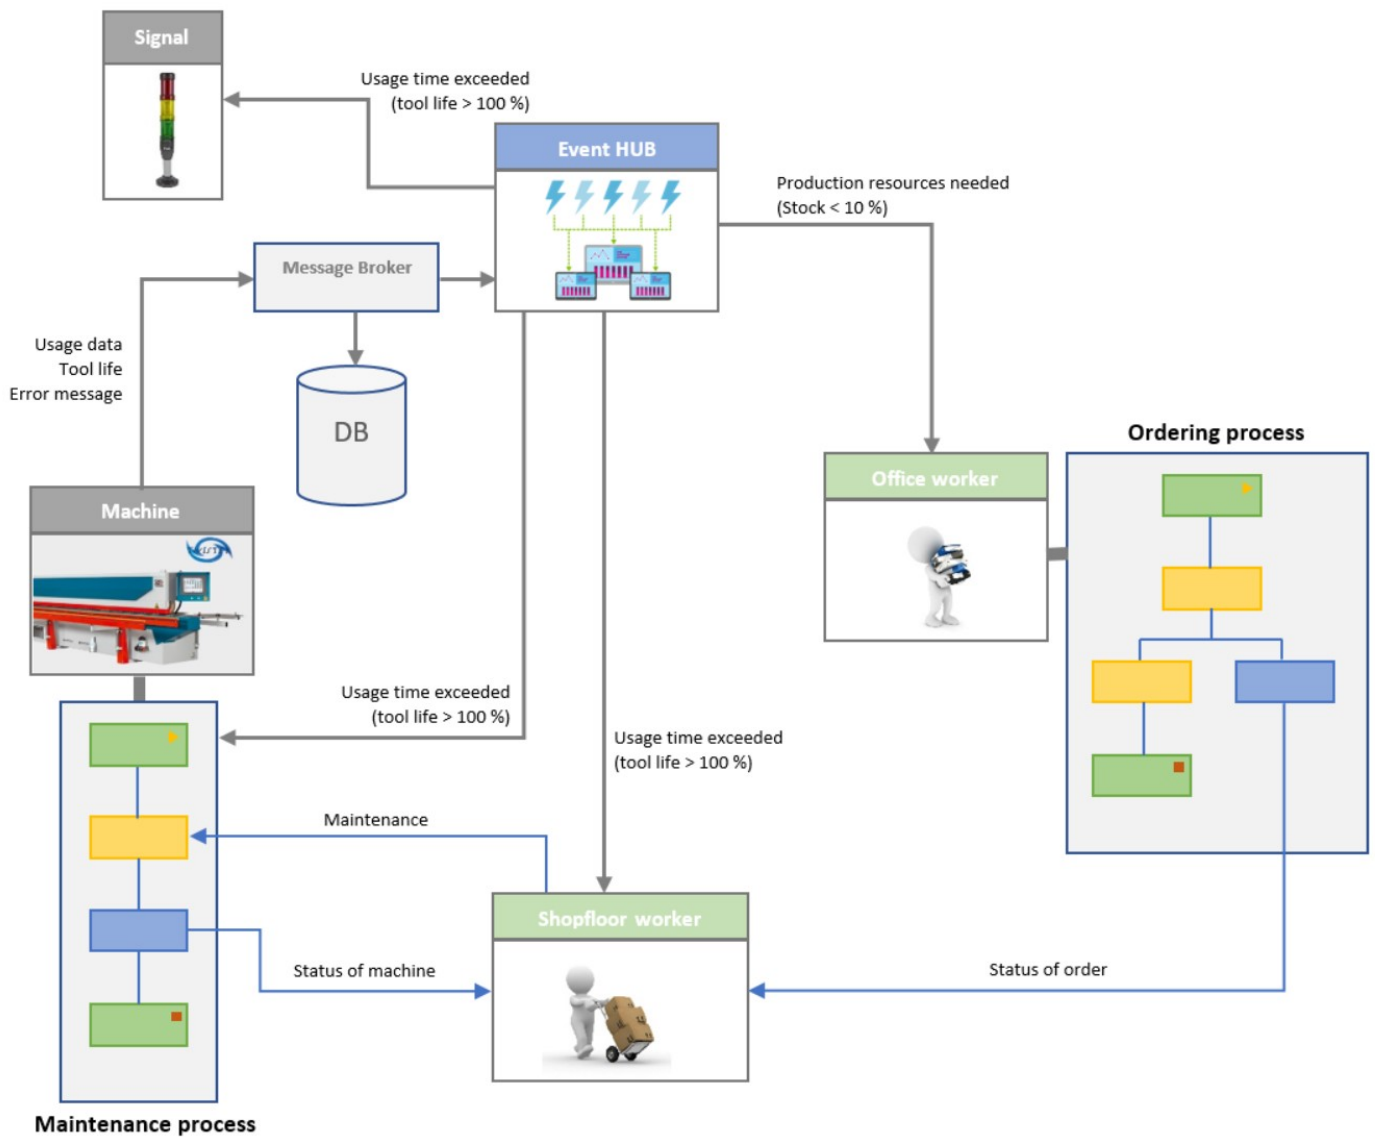 Signal
Usage time exceeded
(tool life > 100 %)
Event HUB
Production resources needed
(Stock < 10 %)
Message Broker
Usage data
Tool life
Error message
DB
Ordering process
Office worker
Machine
Usage time exceeded
(tool life > 100 %)
Usage time exceeded
(tool life > 100 %)
Maintenance
Shopfloor worker
Status of machine
Status of order
Maintenance process